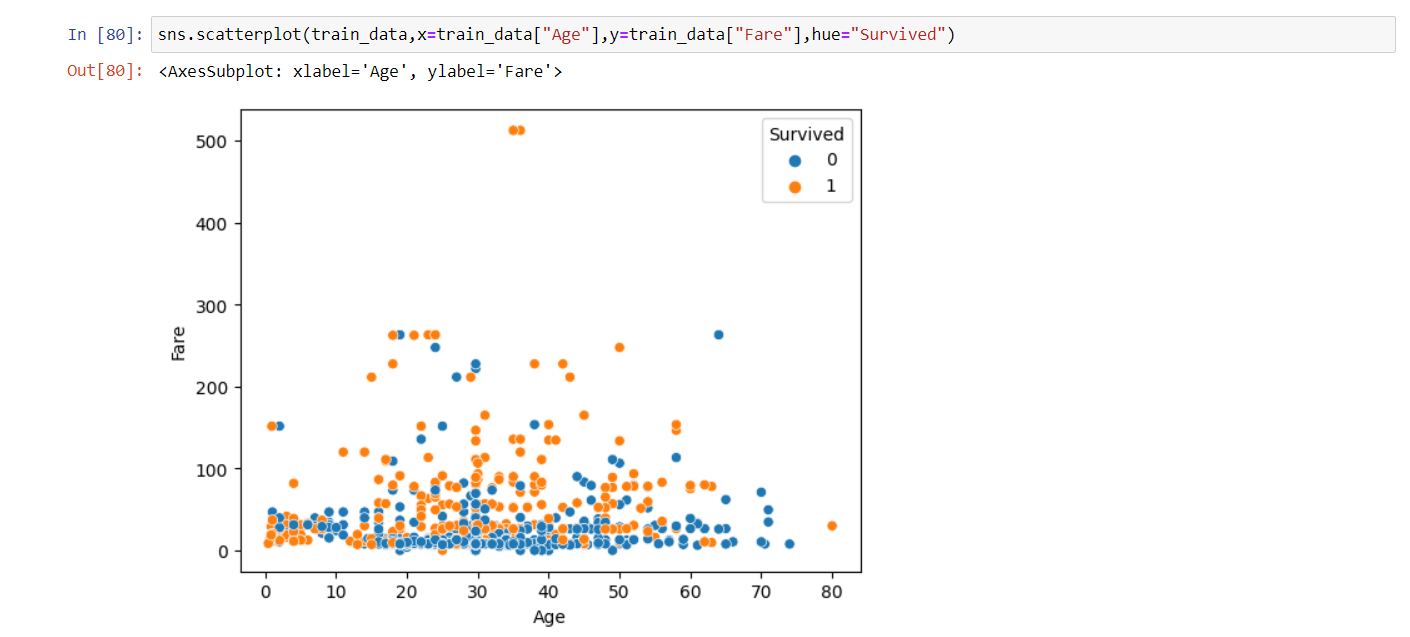 In [80]: sns.scatterplot(train_data,x=train_data["Age"],y=train_data["Fare"],hue="Survived")
Out[80]: <AxesSubplot: xlabel='Age', ylabel='Fare'>
Survived
0
1
500
400
300
200
100
0
Fare
0 10 20 30 40 50 60 70 80
Age